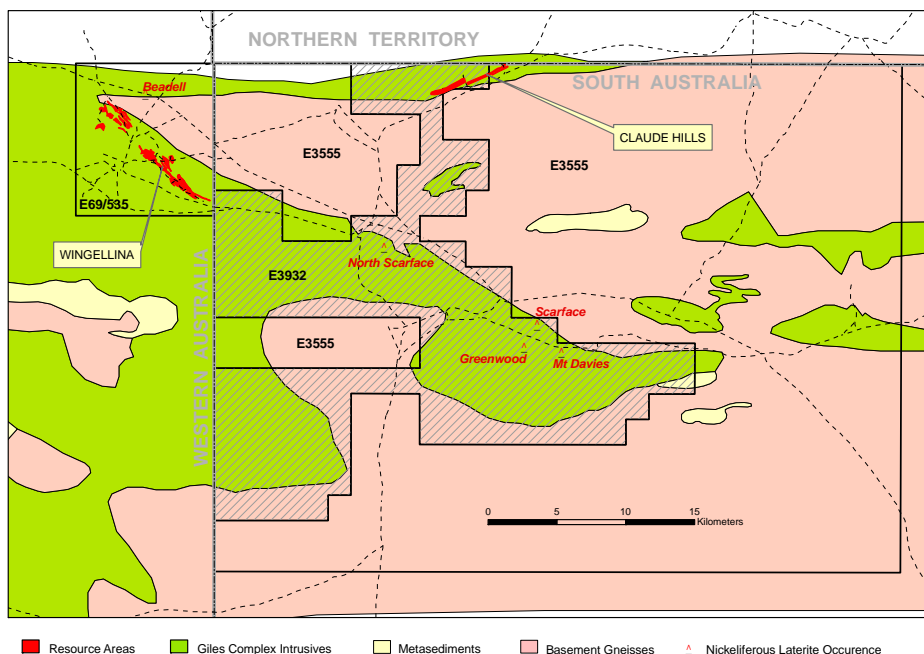 NORTHERN TERRITORY
SOUTH AUSTRALIA
Beadell
CLAUDE HILLS
E3555
E3555
E69/535
WINGELLINA
North Scarface
E3932
WESTERN AUSTRALIA
Scarface
E3555
Greenwood
Mt Davies
0 5 10 15
Kilometers
Resource Areas Giles Complex Intrusives Metasediments Basement Gneisses ^ Nickeliferous Laterite Occurence